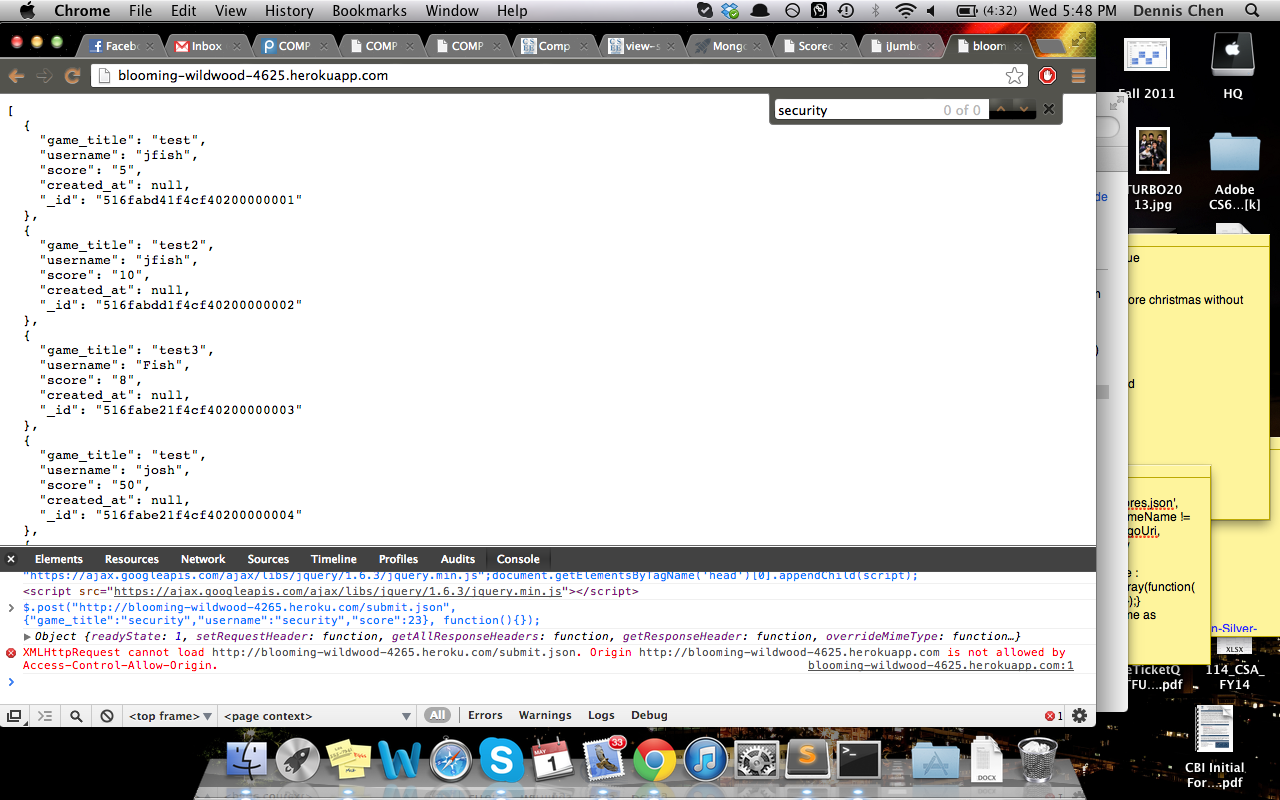 Chrome File Edit View History Bookmarks Window Help (4:32) Wed 5:48 PM Dennis Chen
Faceb Inbox COMP COMP COMP Comp view-s Mong Scorec iJumbo bloom
blooming-wildwood-4625.herokuapp.com
security 0 of 0
[
{
"game_title": "test",
"username": "jfish",
"score": "5",
"created_at": null,
"_id": "516fabd41f4cf40200000001"
},
{
"game_title": "test2",
"username": "jfish",
"score": "10",
"created_at": null,
"_id": "516fabdd1f4cf40200000002"
},
{
"game_title": "test3",
"username": "Fish",
"score": "8",
"created_at": null,
"_id": "516fabe21f4cf40200000003"
},
{
"game_title": "test",
"username": "josh",
"score": "50",
"created_at": null,
"_id": "516fabe21f4cf40200000004"
},
Elements Resources Network Sources Timeline Profiles Audits Console
"https://ajax.googleapis.com/ajax/libs/jquery/1.6.3/jquery.min.js";document.getElementsByTagName('head')[0].appendChild(script);
<script src="https://ajax.googleapis.com/ajax/libs/jquery/1.6.3/jquery.min.js"></script>
> $.post("http://blooming-wildwood-4265.heroku.com/submit.json",
{"game_title":"security","username":"security","score":23}, function(){});
Object {readyState: 1, setRequestHeader: function, getAllResponseHeaders: function, getResponseHeader: function, overrideMimeType: function…}
XMLHttpRequest cannot load http://blooming-wildwood-4265.heroku.com/submit.json. Origin http://blooming-wildwood-4625.herokuapp.com is not allowed by
Access-Control-Allow-Origin. blooming-wildwood-4625.herokuapp.com:1
>
<top frame> <page context> All Errors Warnings Logs Debug 1
Fall 2011
HQ
TURBO20
13.jpg
Adobe
CS6...[k]
de
ue
ore christmas without
)
d
ores.json',
meName !=
goUri,
e :
rray(function(
me as
n-Silver-
XLSX
eTicketQ
TFU....pdf
114_CSA_
FY14
CBI Initial
For....pdf
MAY
1
33
DOCX